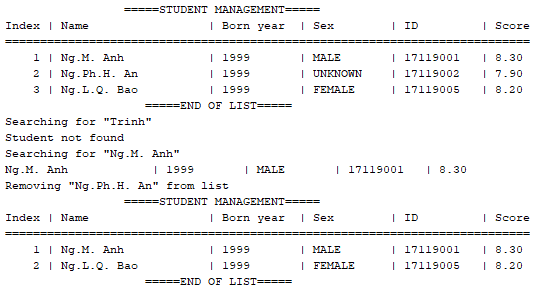 =====STUDENT MANAGEMENT=====
Index | Name | Born year | Sex | ID | Score
================================================================================
1 | Ng.M. Anh | 1999 | MALE | 17119001 | 8.30
2 | Ng.Ph.H. An | 1999 | UNKNOWN | 17119002 | 7.90
3 | Ng.L.Q. Bao | 1999 | FEMALE | 17119005 | 8.20
=====END OF LIST=====
Searching for "Trinh"
Student not found
Searching for "Ng.M. Anh"
Ng.M. Anh | 1999 | MALE | 17119001 | 8.30
Removing "Ng.Ph.H. An" from list
=====STUDENT MANAGEMENT=====
Index | Name | Born year | Sex | ID | Score
================================================================================
1 | Ng.M. Anh | 1999 | MALE | 17119001 | 8.30
2 | Ng.L.Q. Bao | 1999 | FEMALE | 17119005 | 8.20
=====END OF LIST=====